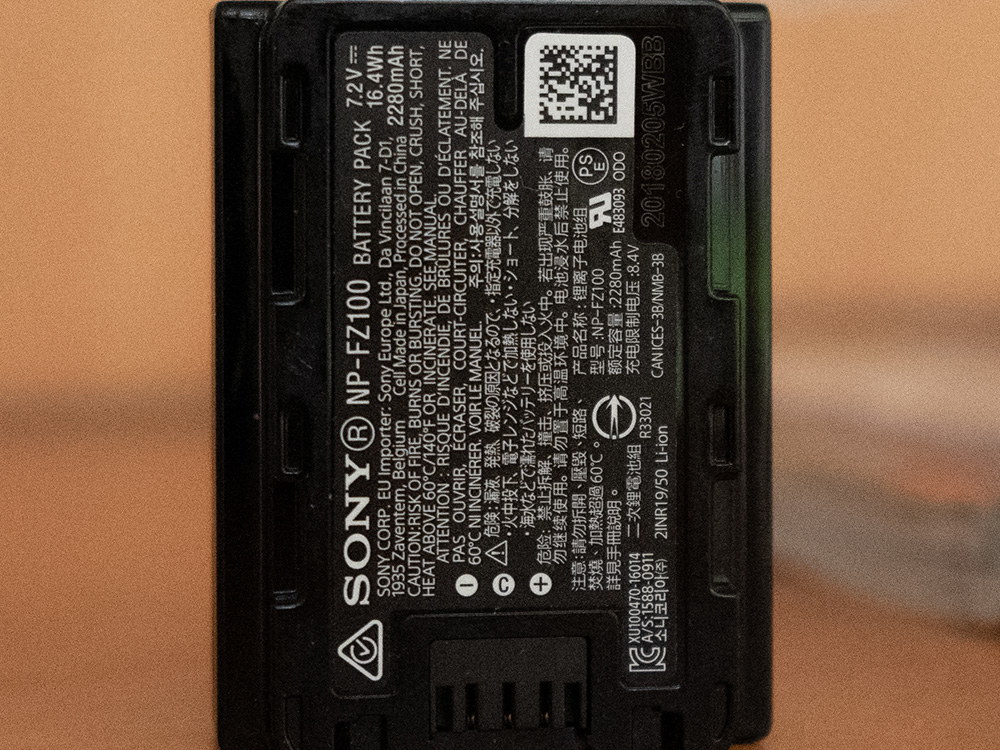 SONY® NP-FZ100 BATTERY PACK 7.2V⎓
16.4Wh
SONY CORP. EU Importer: Sony Europe Ltd., Da Vincilaan 7-D1,
1935 Zaventem, Belgium Cell Made in Japan, Processed in China 2280mAh
CAUTION:RISK OF FIRE, BURNS OR BURSTING. DO NOT OPEN, CRUSH, SHORT,
HEAT ABOVE 60°C/140°F OR INCINERATE. SEE MANUAL.
ATTENTION : RISQUE D'INCENDIE, DE BRÛLURES OU D'ÉCLATEMENT. NE
PAS OUVRIR, ÉCRASER, COURT-CIRCUITER, CHAUFFER AU-DELÀ DE
60°C NI INCINÉRER. VOIR LE MANUEL. 주의:사용설명서를 참조해 주십시오.
危険:漏液、発熱、破裂の原因となるので、・指定充電器以外で充電しない
・火中投下、電子レンジなどで加熱しない・ショート、分解をしない
・海水などで濡れたバッテリーを使用しない
危险:禁止拆解、撞击、挤压或投入火中。若出现严重鼓胀,请
勿继续使用。请勿置于高温环境中。电池浸水后禁止使用。
注意:請勿拆開、壓毀、短路、
焚燒、加熱超過 60℃。
詳見手冊說明。
产品名称:锂离子电池组
型号:NP-FZ100
额定容量:2280mAh
充电限制电压:8.4V
CAN ICES-3B/NMB-3B
PSE
E483093 ODO
二次鋰電池組 R33021
2INR19/50 Li-ion
XU100470-16014
A/S:1588-0911
소니코리아㈜
20180205WBB